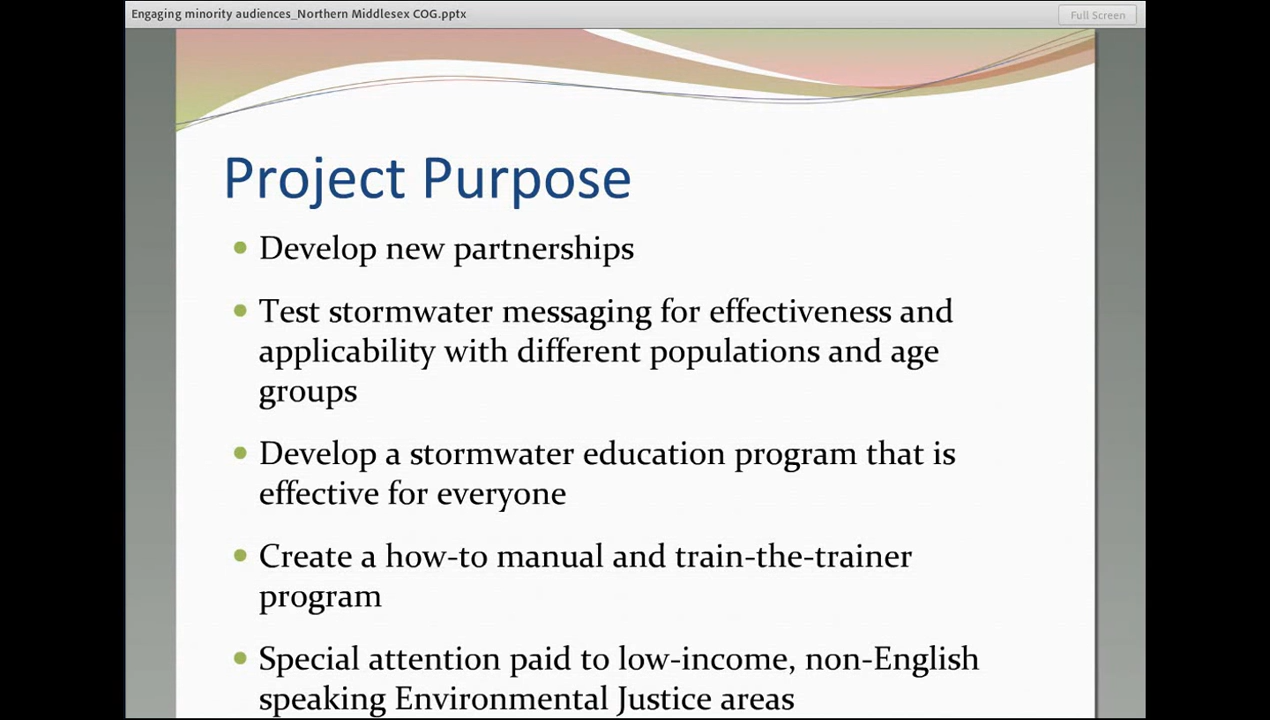 Engaging minority audiences_Northern Middlesex COG.pptx
Full Screen
Project Purpose
• Develop new partnerships
• Test stormwater messaging for effectiveness and
applicability with different populations and age
groups
• Develop a stormwater education program that is
effective for everyone
• Create a how-to manual and train-the-trainer
program
• Special attention paid to low-income, non-English
speaking Environmental Justice areas